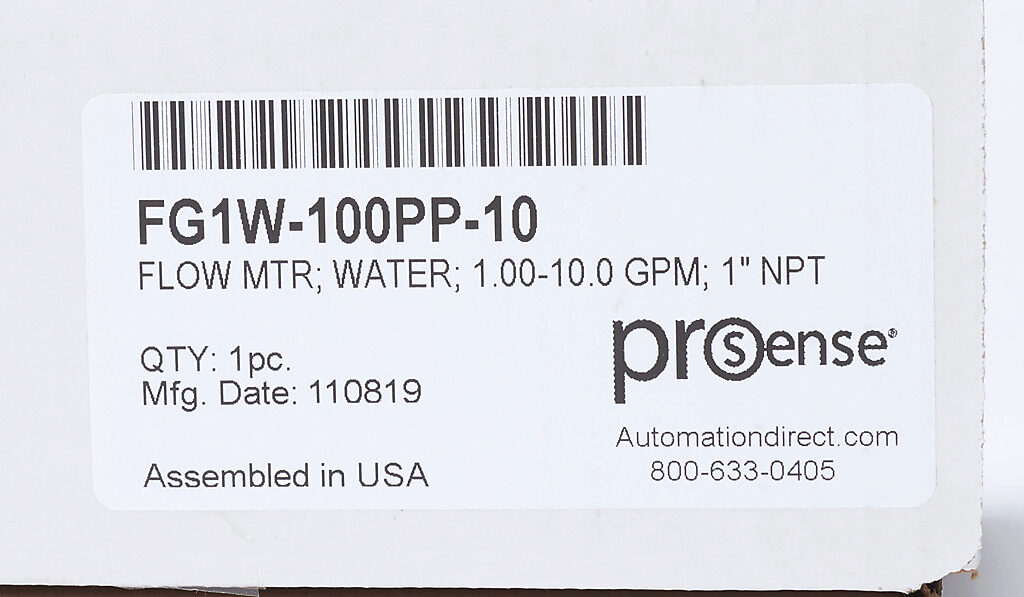 FG1W-100PP-10
FLOW MTR; WATER; 1.00-10.0 GPM; 1" NPT
QTY: 1pc.
Mfg. Date: 110819
Assembled in USA
prosense®
Automationdirect.com
800-633-0405